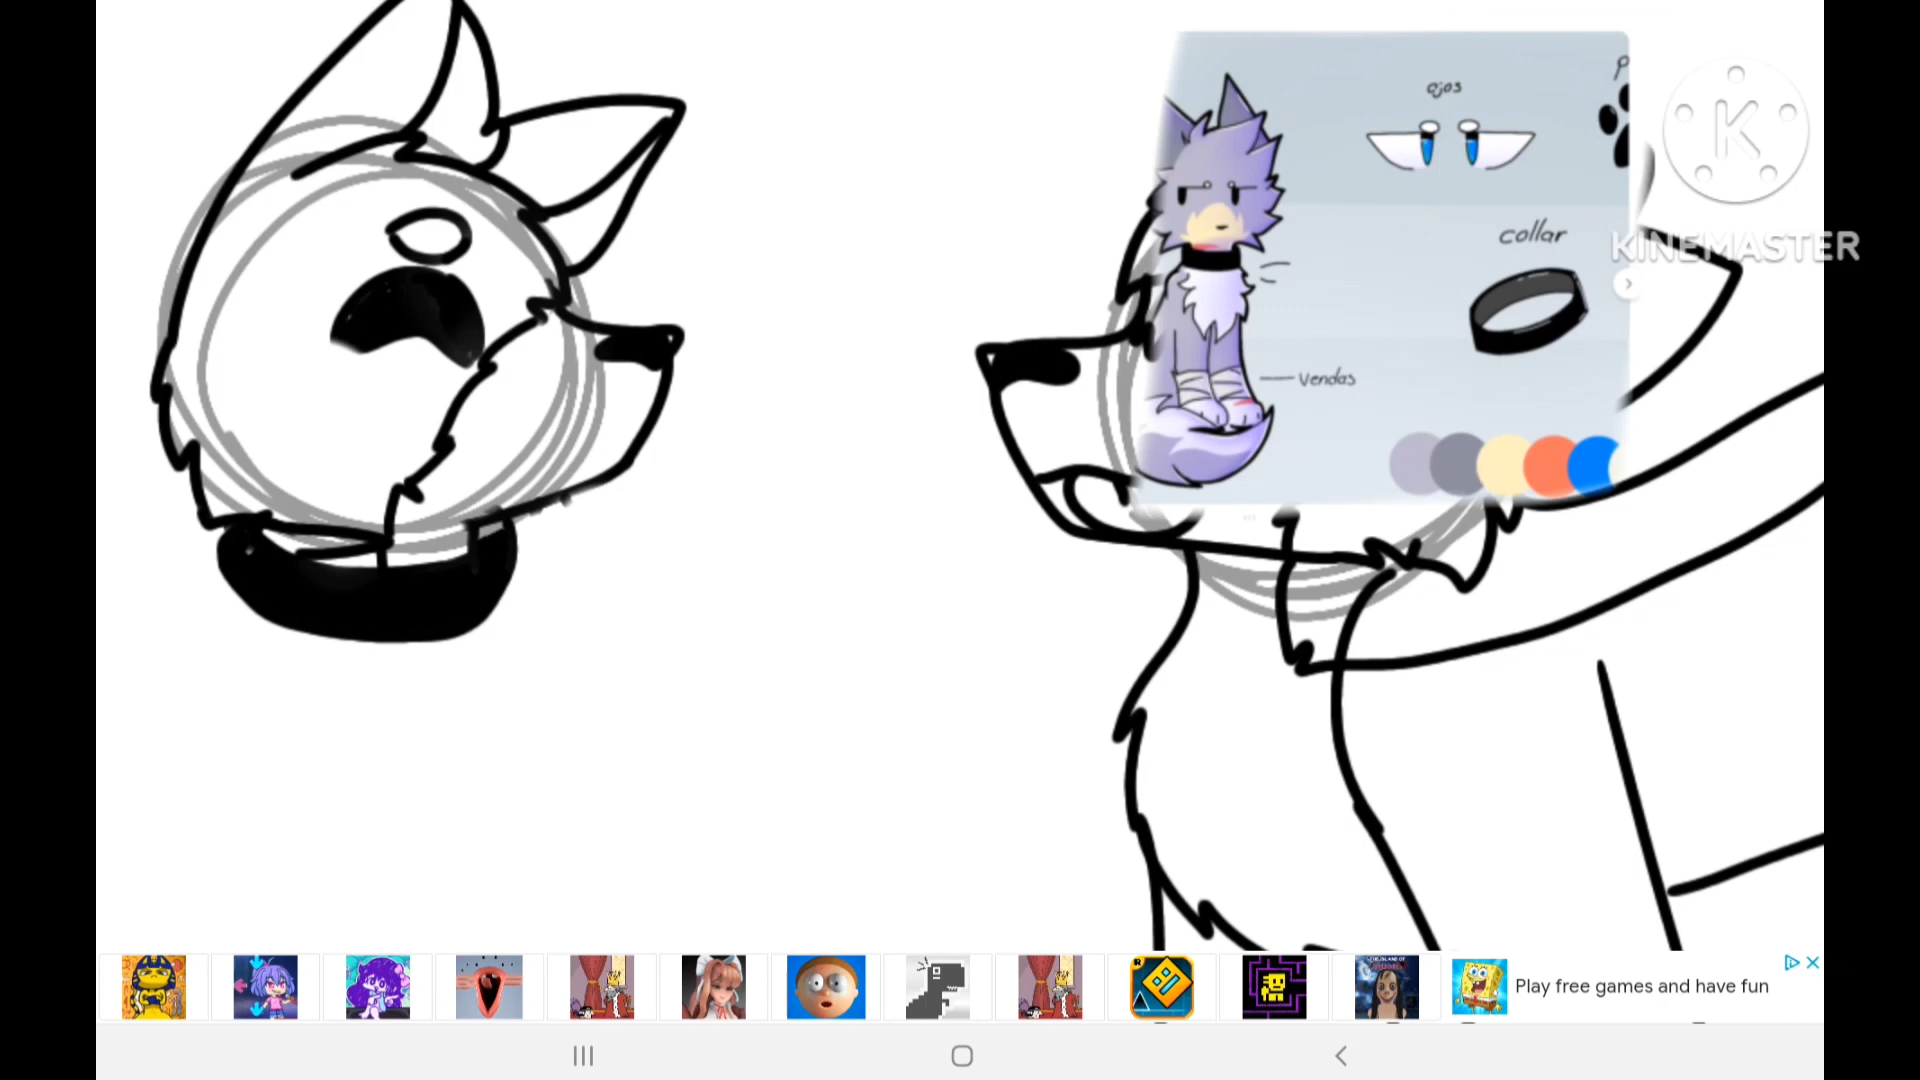 ojos
K
KINEMASTER
collar
Vendas
Play free games and have fun